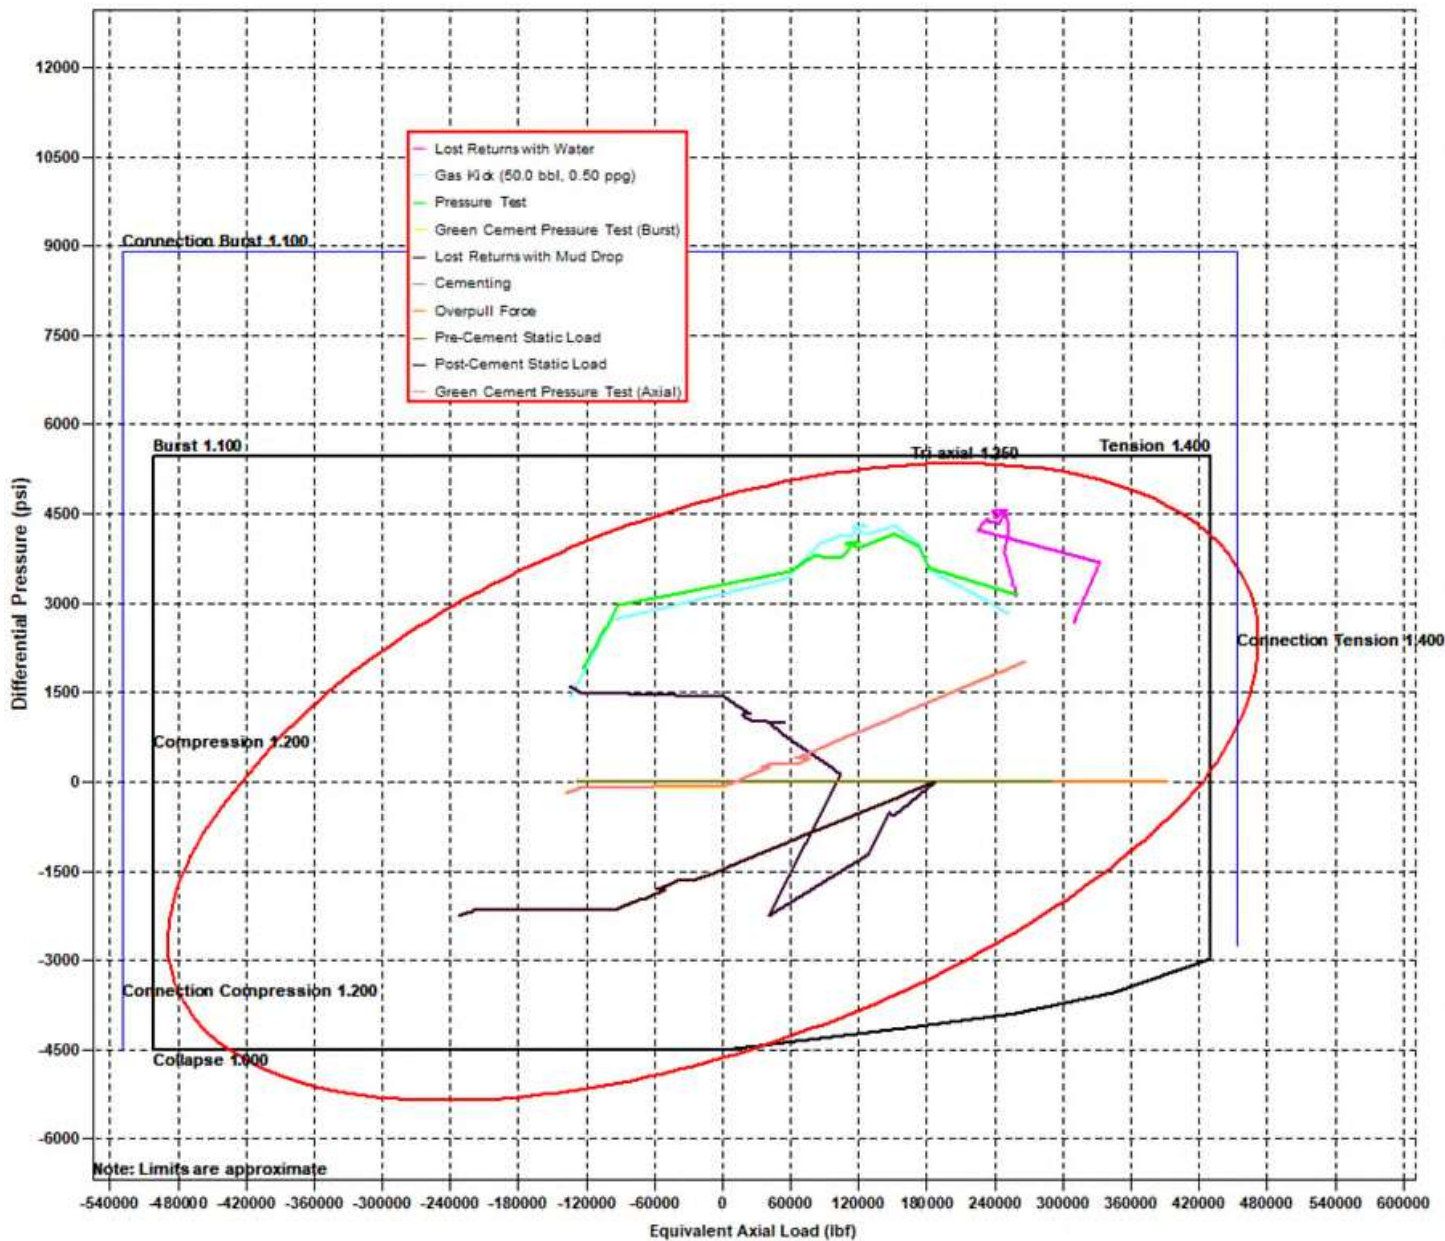 12000
10500
9000
7500
6000
4500
3000
1500
0
-1500
-3000
-4500
-6000
Differential Pressure (psi)
Lost Returns with Water
Gas Kick (50.0 bbl, 0.50 ppg)
Pressure Test
Green Cement Pressure Test (Burst)
Lost Returns with Mud Drop
Cementing
Overpull Force
Pre-Cement Static Load
Post-Cement Static Load
Green Cement Pressure Test (Axial)
Connection Burst 1.100
Burst 1.100
Tri axial 1.250
Tension 1.400
Connection Tension 1.400
Compression 1.200
Connection Compression 1.200
Collapse 1.000
Note: Limits are approximate
-540000 -480000 -420000 -360000 -300000 -240000 -180000 -120000 -60000 0 60000 120000 180000 240000 300000 360000 420000 480000 540000 600000
Equivalent Axial Load (lbf)